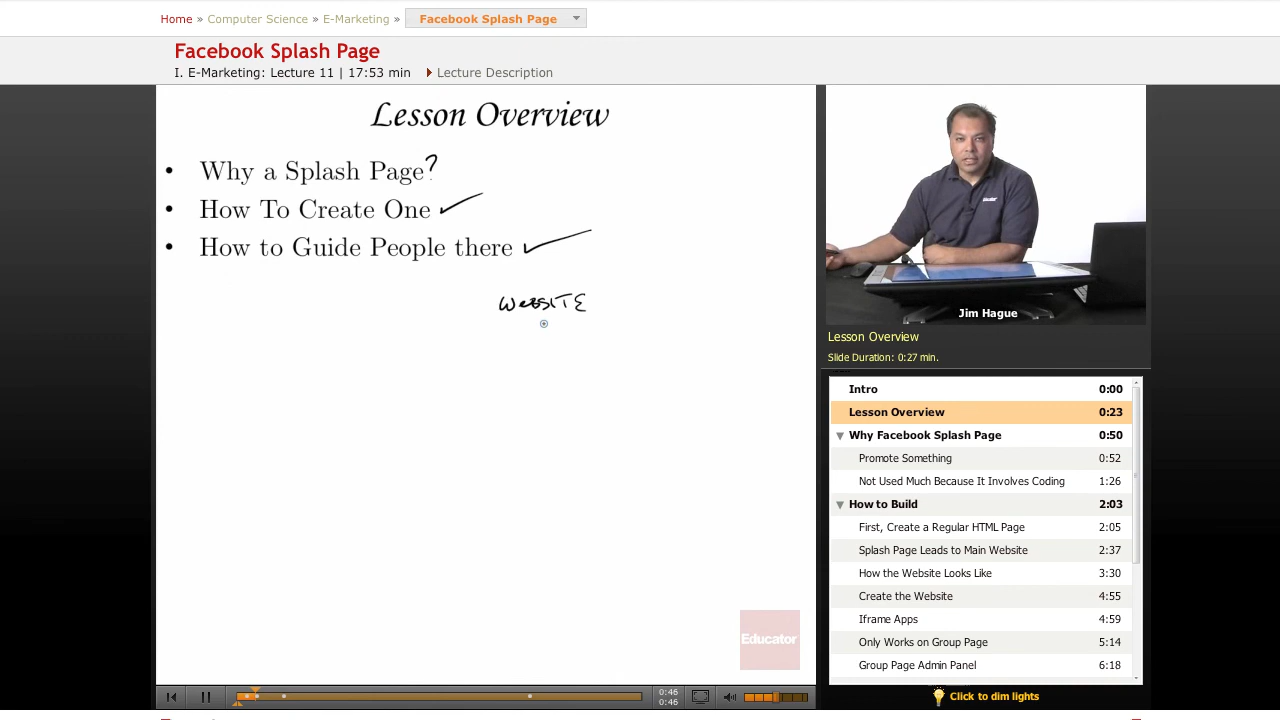 Home » Computer Science » E-Marketing » Facebook Splash Page
Facebook Splash Page
I. E-Marketing: Lecture 11 | 17:53 min Lecture Description
Lesson Overview
• Why a Splash Page?
• How To Create One
• How to Guide People there
WEBSITE
Educator
0:46
0:46
Educator
Jim Hague
Lesson Overview
Slide Duration: 0:27 min.
Intro 0:00
Lesson Overview 0:23
Why Facebook Splash Page 0:50
Promote Something 0:52
Not Used Much Because It Involves Coding 1:26
How to Build 2:03
First, Create a Regular HTML Page 2:05
Splash Page Leads to Main Website 2:37
How the Website Looks Like 3:30
Create the Website 4:55
Iframe Apps 4:59
Only Works on Group Page 5:14
Group Page Admin Panel 6:18
Click to dim lights